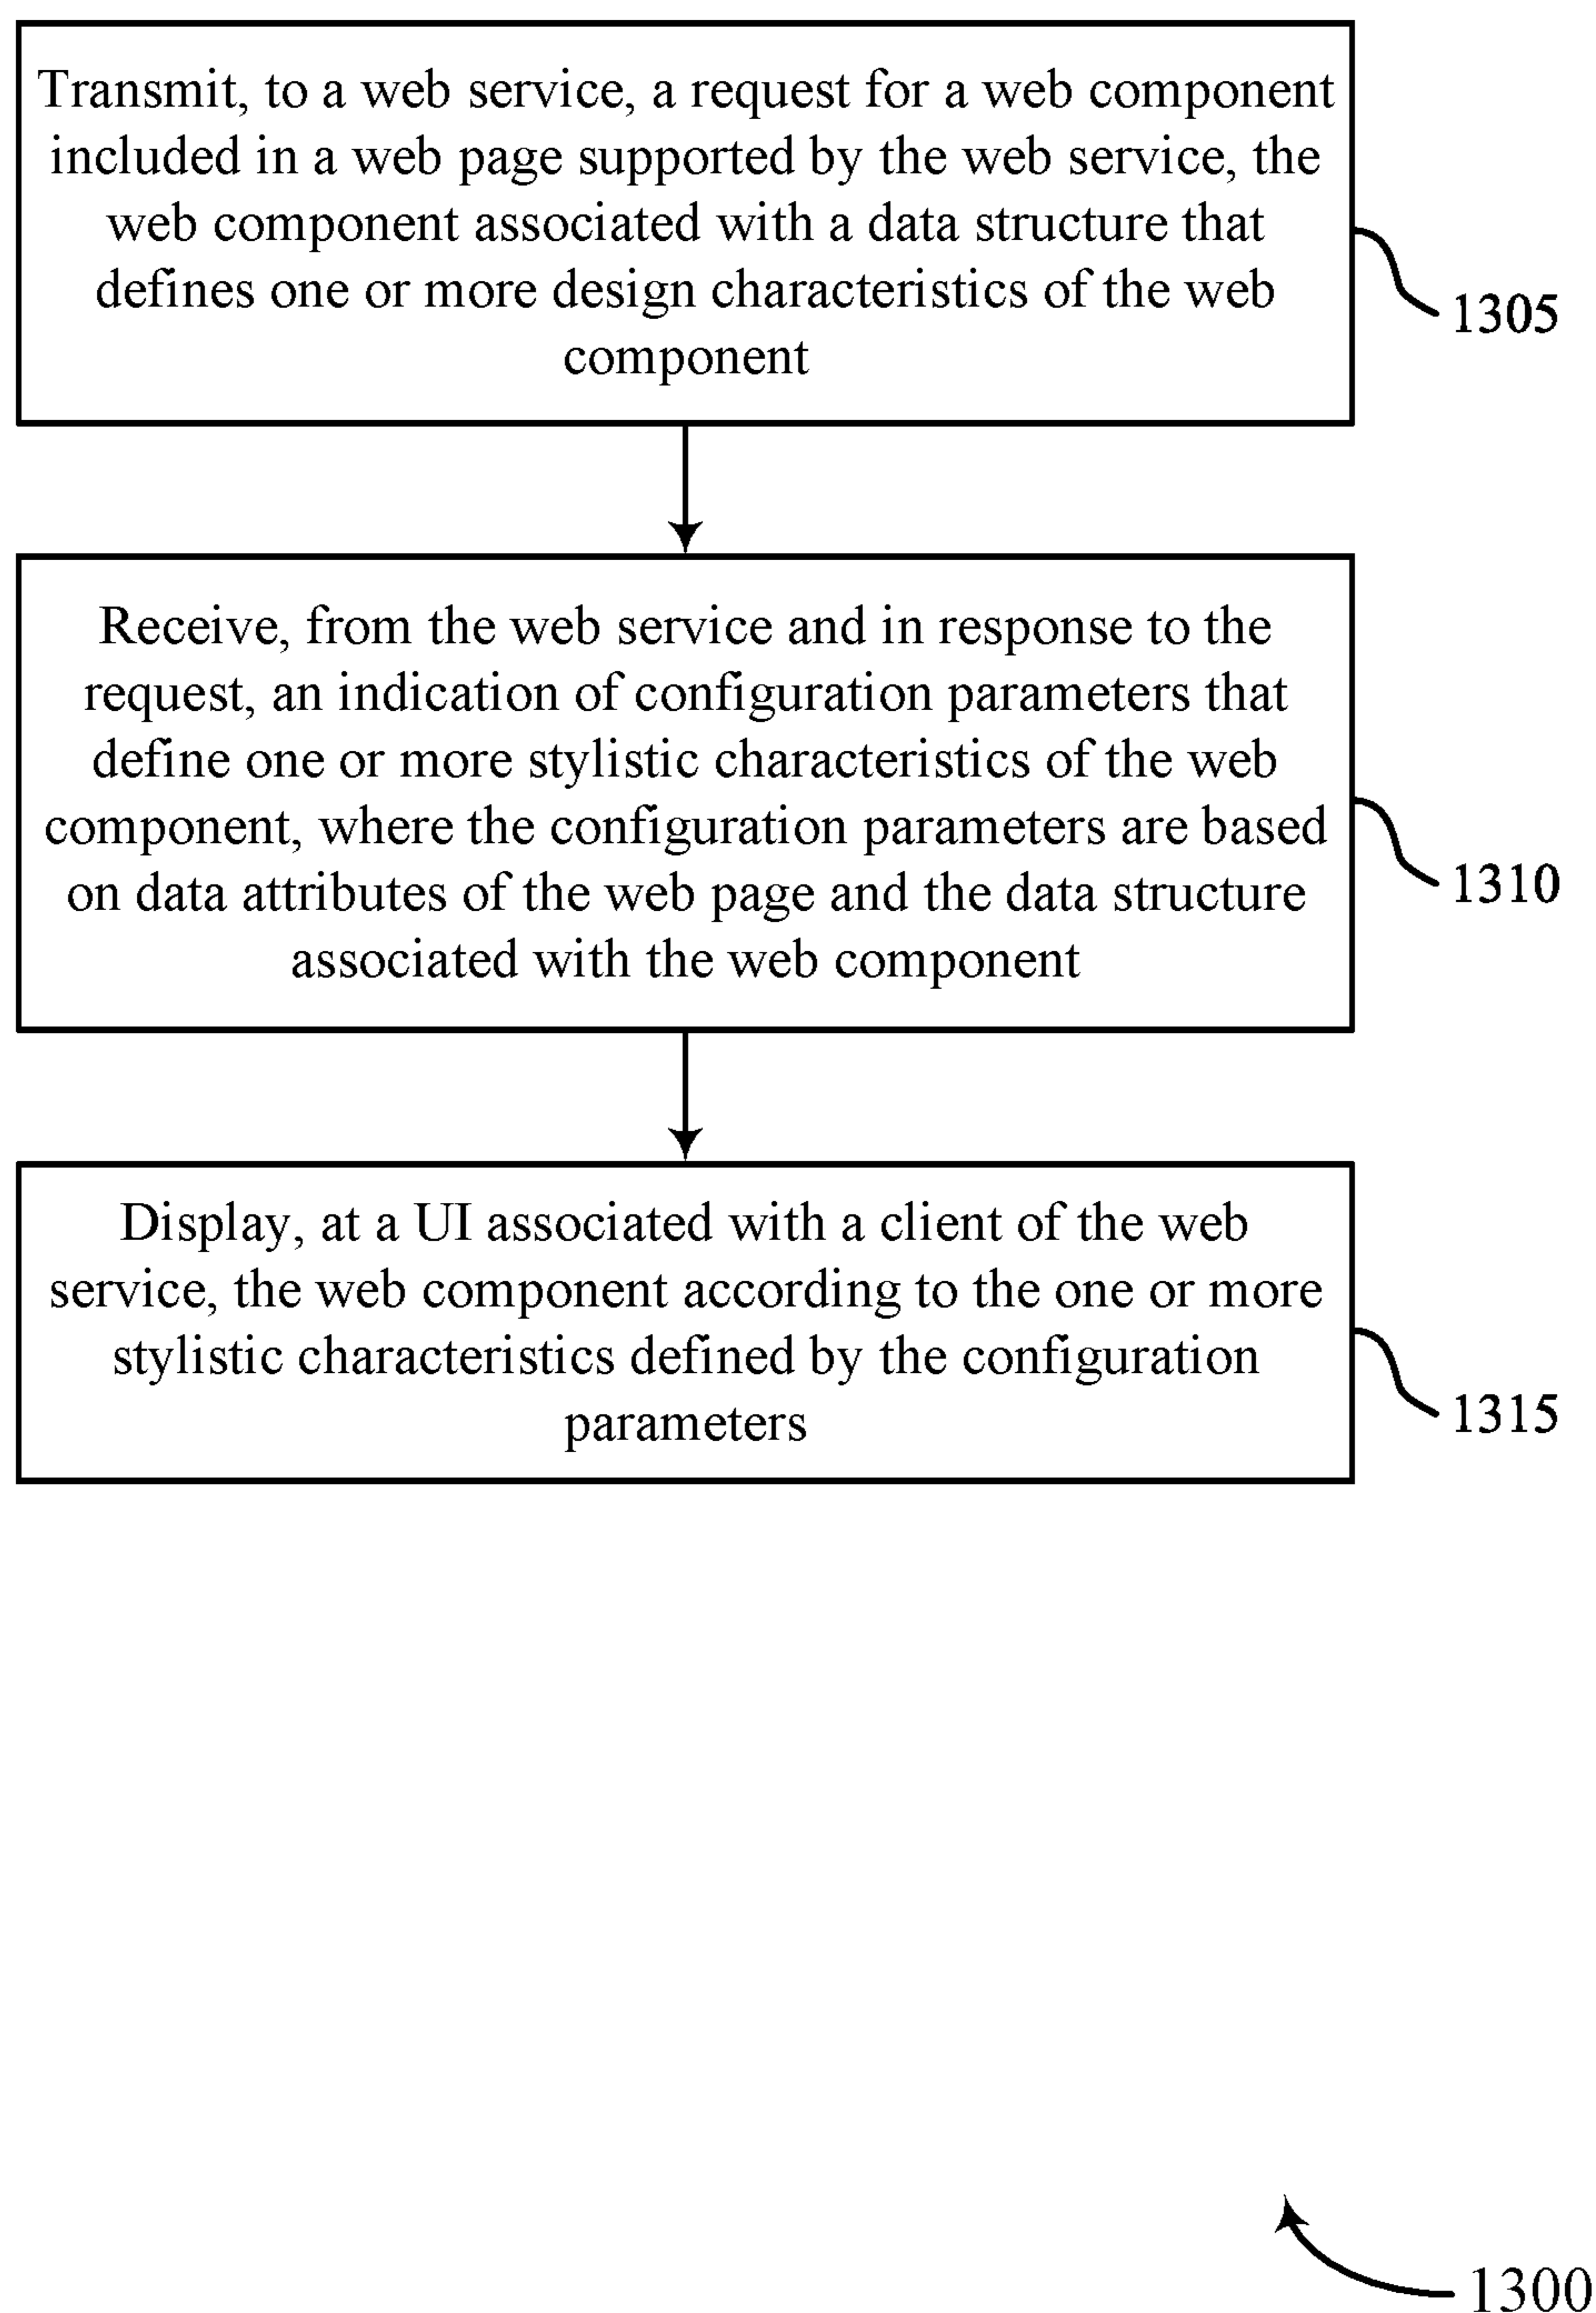 Transmit, to a web service, a request for a web component
included in a web page supported by the web service, the
web component associated with a data structure that
defines one or more design characteristics of the web
component
1305
Receive, from the web service and in response to the
request, an indication of configuration parameters that
define one or more stylistic characteristics of the web
component, where the configuration parameters are based
on data attributes of the web page and the data structure
associated with the web component
1310
Display, at a UI associated with a client of the web
service, the web component according to the one or more
stylistic characteristics defined by the configuration
parameters
1315
1300